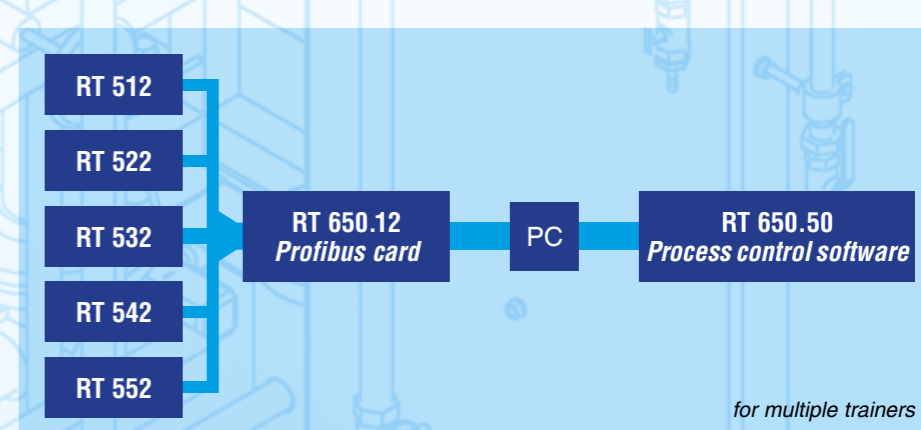 RT 512
RT 522
RT 532
RT 542
RT 552
RT 650.12
Profibus card
PC
RT 650.50
Process control software
for multiple trainers